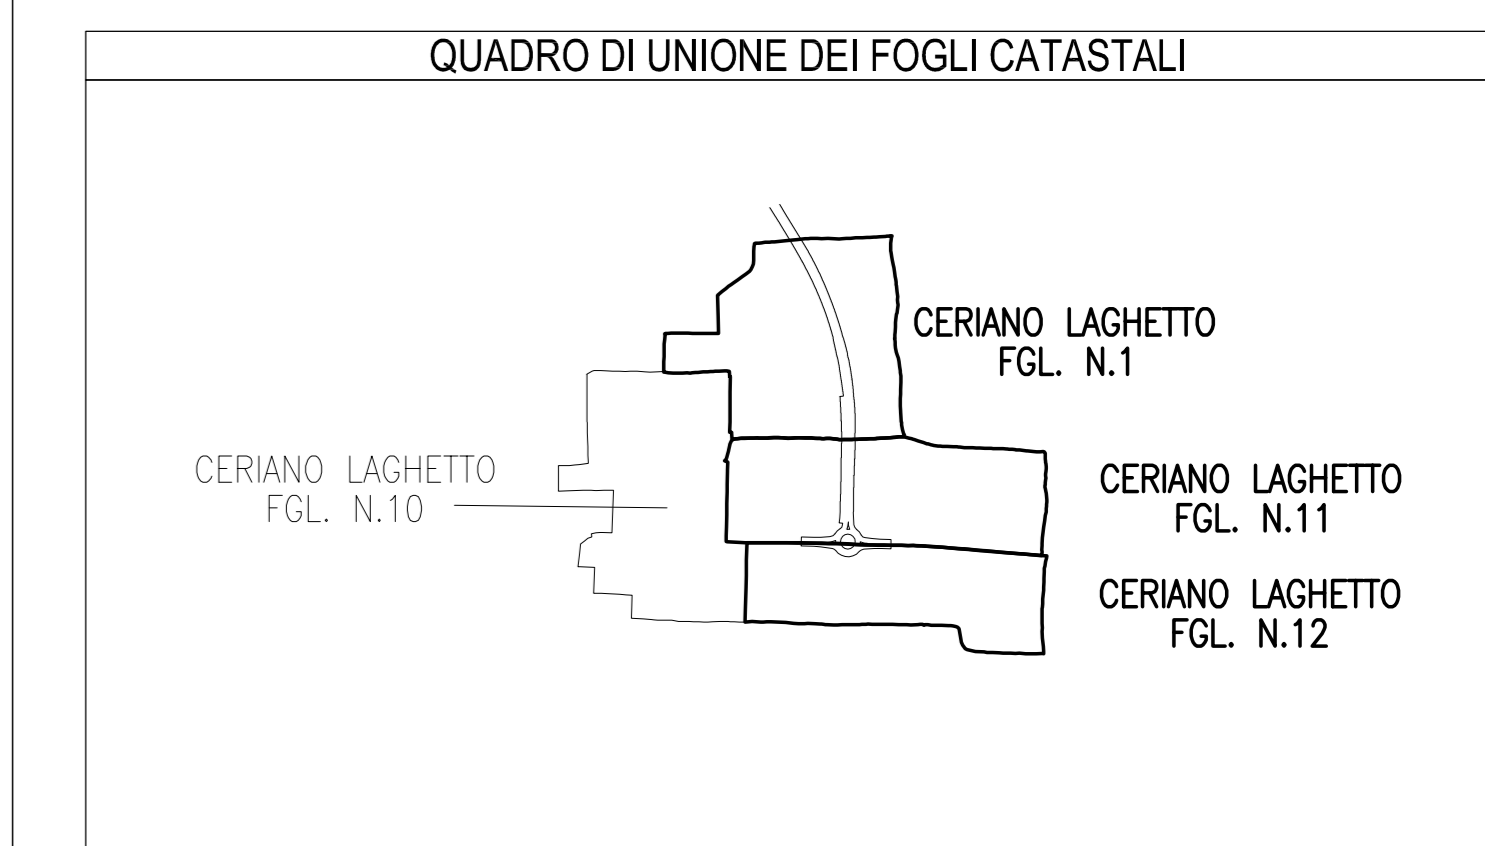 QUADRO DI UNIONE DEI FOGLI CATASTALI
CERIANO LAGHETTO
FGL. N.1
CERIANO LAGHETTO
FGL. N.10
CERIANO LAGHETTO
FGL. N.11
CERIANO LAGHETTO
FGL. N.12